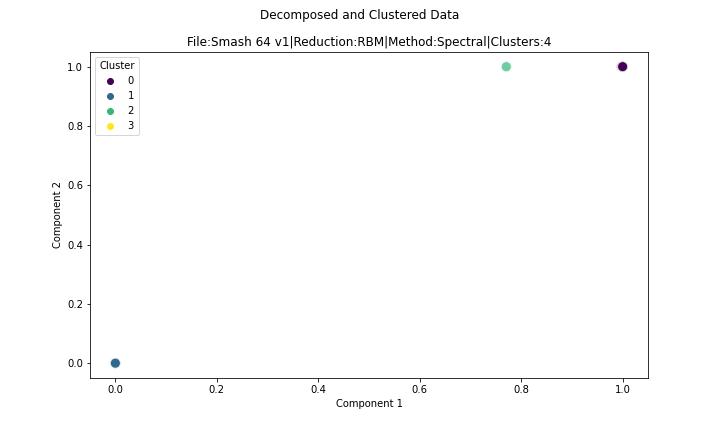 Decomposed and Clustered Data
File:Smash 64 v1|Reduction:RBM|Method:Spectral|Clusters:4
Cluster
0
1
2
3
1.0
0.8
0.6
0.4
0.2
0.0
Component 2
0.0 0.2 0.4 0.6 0.8 1.0
Component 1